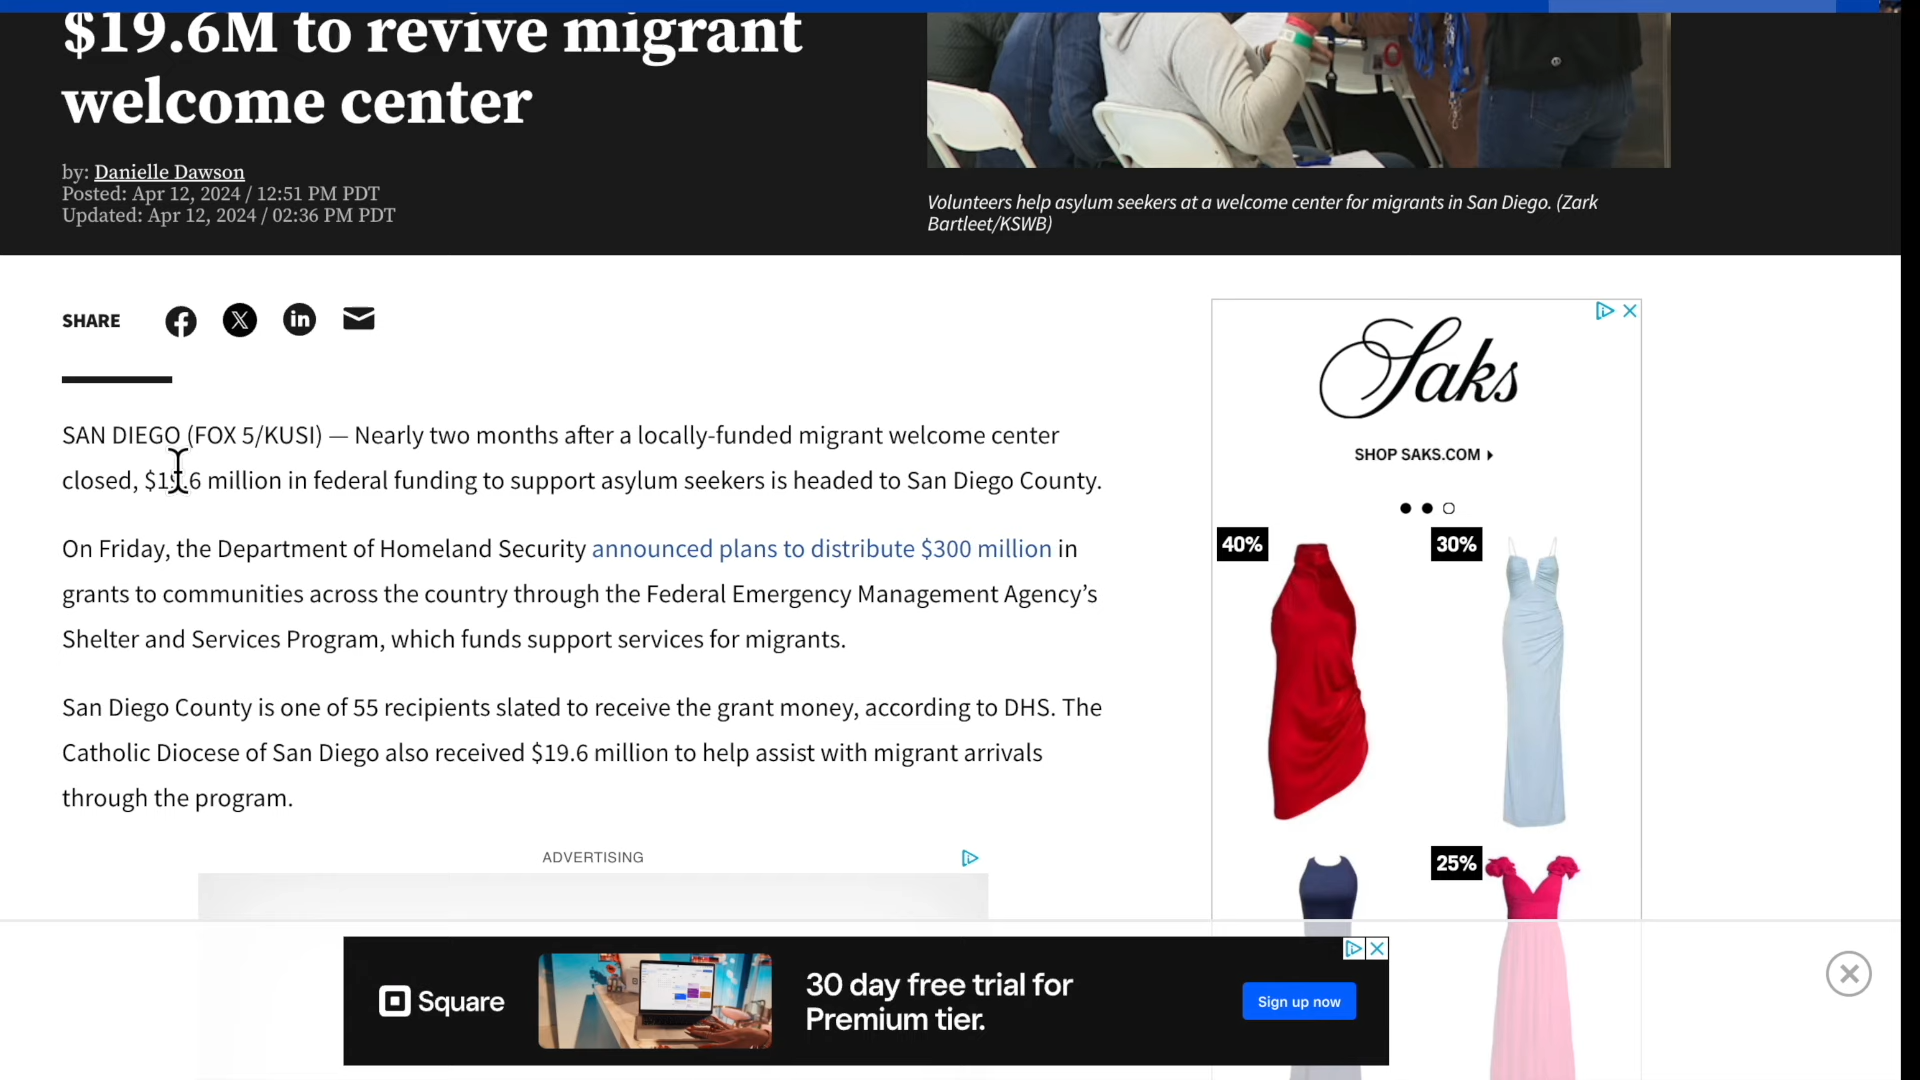 $19.6M to revive migrant
welcome center
by: Danielle Dawson
Posted: Apr 12, 2024 / 12:51 PM PDT
Updated: Apr 12, 2024 / 02:36 PM PDT
Volunteers help asylum seekers at a welcome center for migrants in San Diego. (Zark
Bartleet/KSWB)
SHARE
SAN DIEGO (FOX 5/KUSI) — Nearly two months after a locally-funded migrant welcome center
closed, $19.6 million in federal funding to support asylum seekers is headed to San Diego County.
On Friday, the Department of Homeland Security announced plans to distribute $300 million in
grants to communities across the country through the Federal Emergency Management Agency’s
Shelter and Services Program, which funds support services for migrants.
San Diego County is one of 55 recipients slated to receive the grant money, according to DHS. The
Catholic Diocese of San Diego also received $19.6 million to help assist with migrant arrivals
through the program.
ADVERTISING
Saks
SHOP SAKS.COM
40%
30%
25%
Square
30 day free trial for
Premium tier.
Sign up now